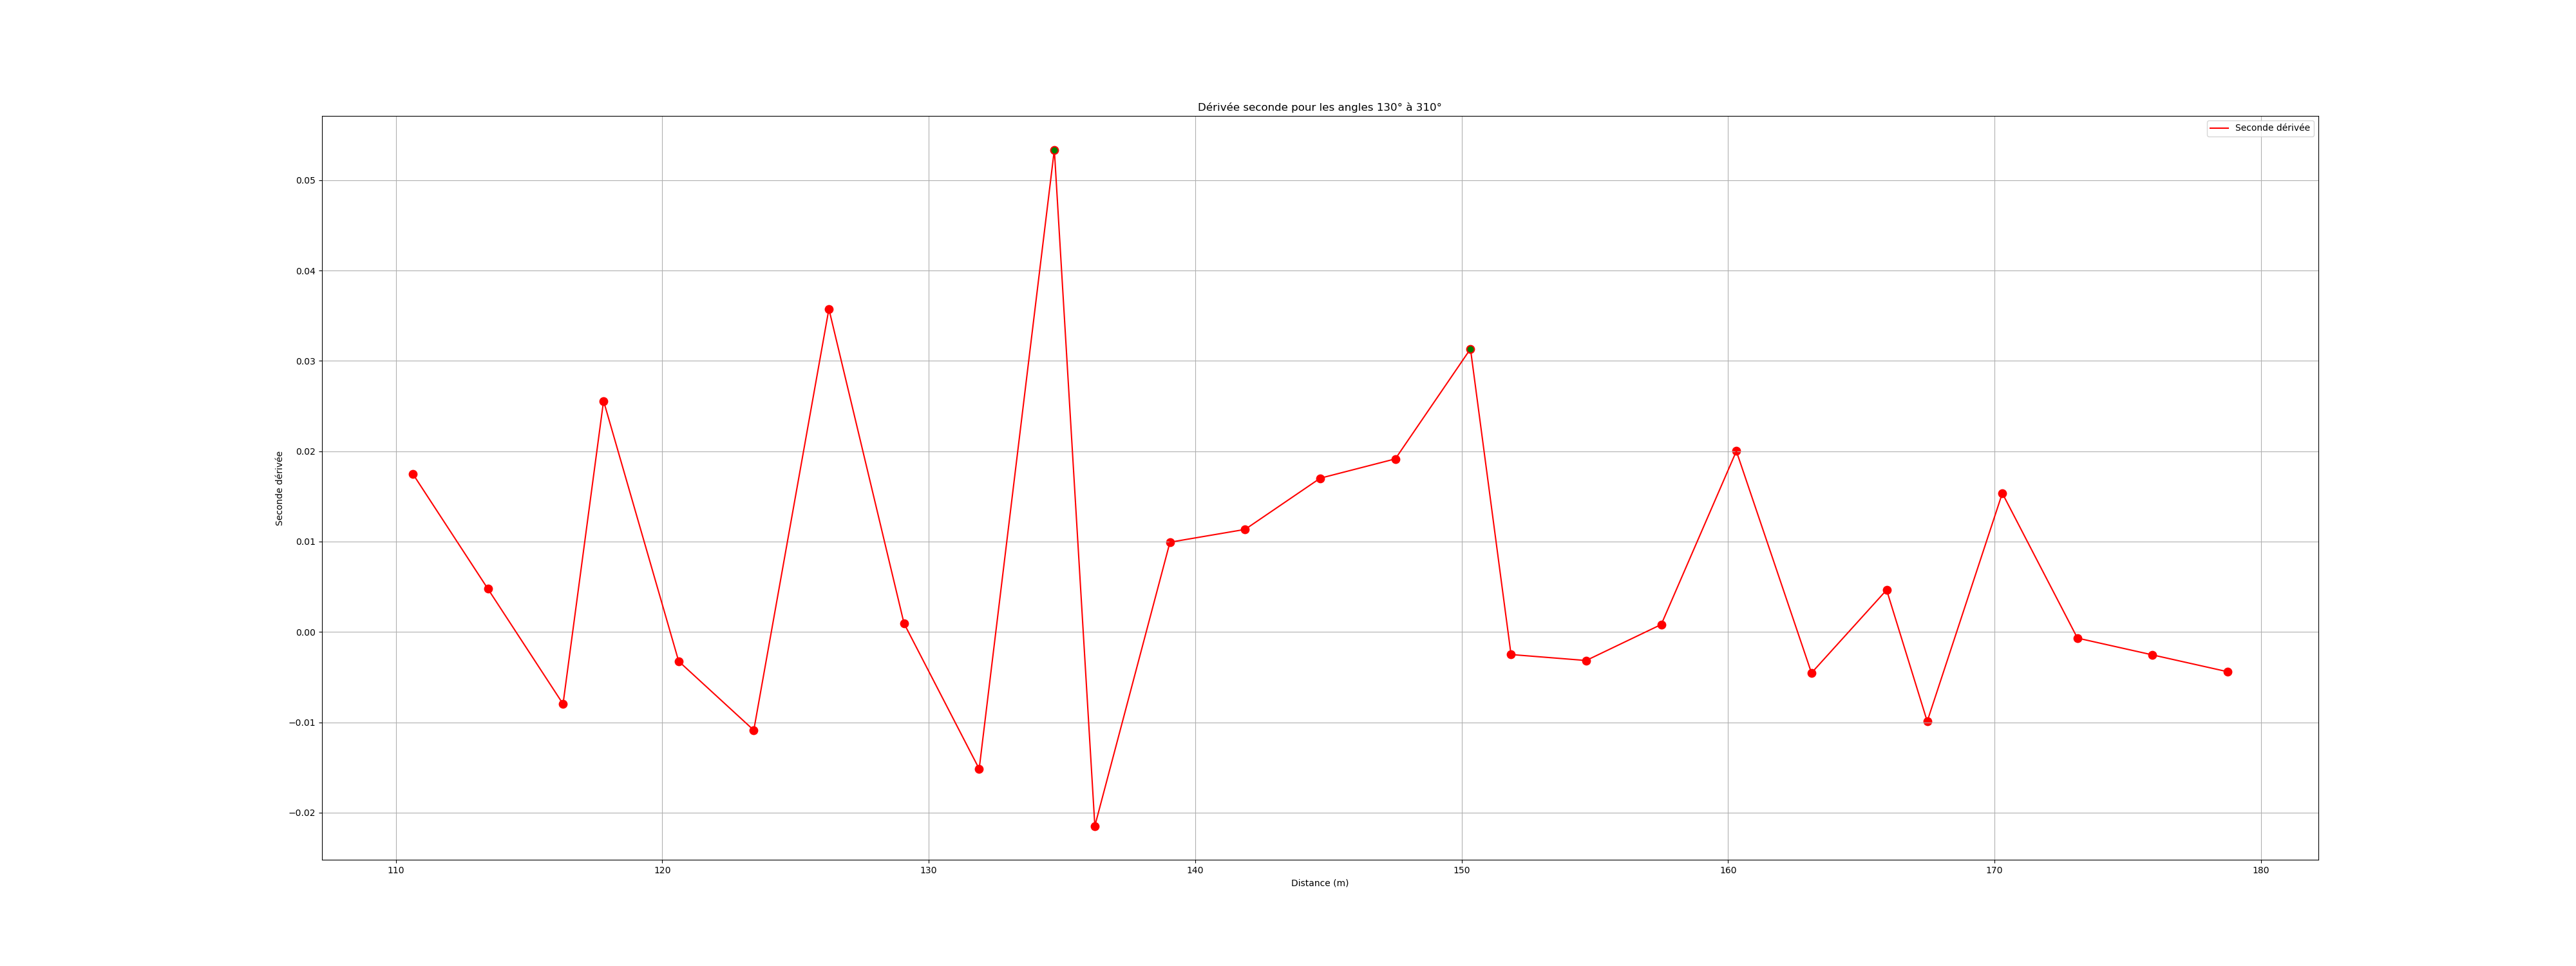 Dérivée seconde pour les angles 130° à 310°
Seconde dérivée
0.05
0.04
0.03
0.02
0.01
0.00
−0.01
−0.02
Seconde dérivée
110 120 130 140 150 160 170 180
Distance (m)